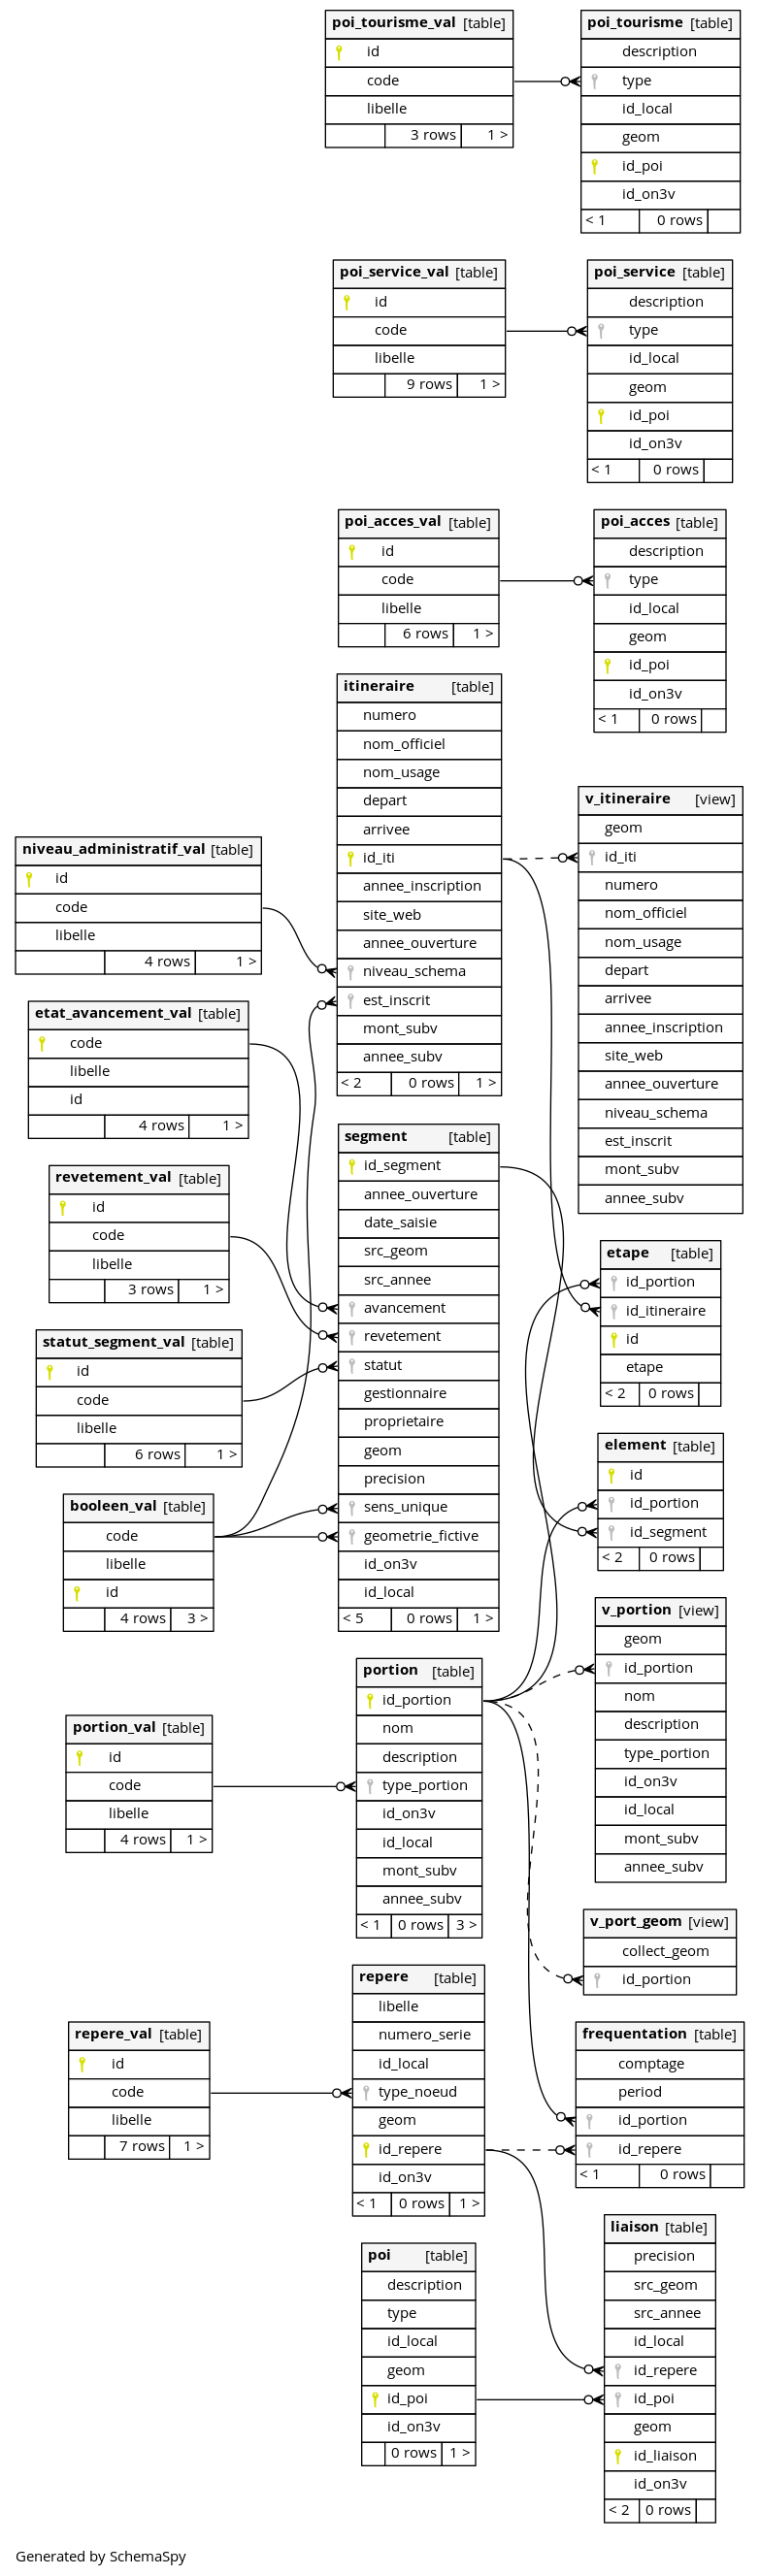 poi_tourisme_val [table]
id
code
libelle
3 rows 1 >
poi_tourisme [table]
description
type
id_local
geom
id_poi
id_on3v
< 1 0 rows
poi_service_val [table]
id
code
libelle
9 rows 1 >
poi_service [table]
description
type
id_local
geom
id_poi
id_on3v
< 1 0 rows
poi_acces_val [table]
id
code
libelle
6 rows 1 >
poi_acces [table]
description
type
id_local
geom
id_poi
id_on3v
< 1 0 rows
itineraire [table]
numero
nom_officiel
nom_usage
depart
arrivee
id_iti
annee_inscription
site_web
annee_ouverture
niveau_schema
est_inscrit
mont_subv
annee_subv
< 2 0 rows 1 >
v_itineraire [view]
geom
id_iti
numero
nom_officiel
nom_usage
depart
arrivee
annee_inscription
site_web
annee_ouverture
niveau_schema
est_inscrit
mont_subv
annee_subv
niveau_administratif_val [table]
id
code
libelle
4 rows 1 >
etat_avancement_val [table]
code
libelle
id
4 rows 1 >
revetement_val [table]
id
code
libelle
3 rows 1 >
statut_segment_val [table]
id
code
libelle
6 rows 1 >
booleen_val [table]
code
libelle
id
4 rows 3 >
segment [table]
id_segment
annee_ouverture
date_saisie
src_geom
src_annee
avancement
revetement
statut
gestionnaire
proprietaire
geom
precision
sens_unique
geometrie_fictive
id_on3v
id_local
< 5 0 rows 1 >
etape [table]
id_portion
id_itineraire
id
etape
< 2 0 rows
element [table]
id
id_portion
id_segment
< 2 0 rows
v_portion [view]
geom
id_portion
nom
description
type_portion
id_on3v
id_local
mont_subv
annee_subv
portion [table]
id_portion
nom
description
type_portion
id_on3v
id_local
mont_subv
annee_subv
< 1 0 rows 3 >
portion_val [table]
id
code
libelle
4 rows 1 >
v_port_geom [view]
collect_geom
id_portion
repere [table]
libelle
numero_serie
id_local
type_noeud
geom
id_repere
id_on3v
< 1 0 rows 1 >
repere_val [table]
id
code
libelle
7 rows 1 >
frequentation [table]
comptage
period
id_portion
id_repere
< 1 0 rows
liaison [table]
precision
src_geom
src_annee
id_local
id_repere
id_poi
geom
id_liaison
id_on3v
< 2 0 rows
poi [table]
description
type
id_local
geom
id_poi
id_on3v
0 rows 1 >
Generated by SchemaSpy